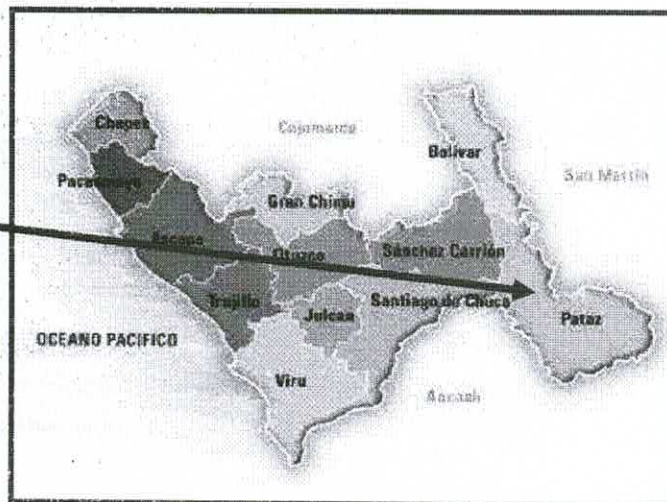 Chepen
Cajamarca
Bolivar
San Martin
Pacasmayo
Gran Chimu
Ascope
Otuzco
Sánchez Carrión
Trujillo
Santiago de Chuco
Julcan
Pataz
OCEANO PACIFICO
Viru
Ancash